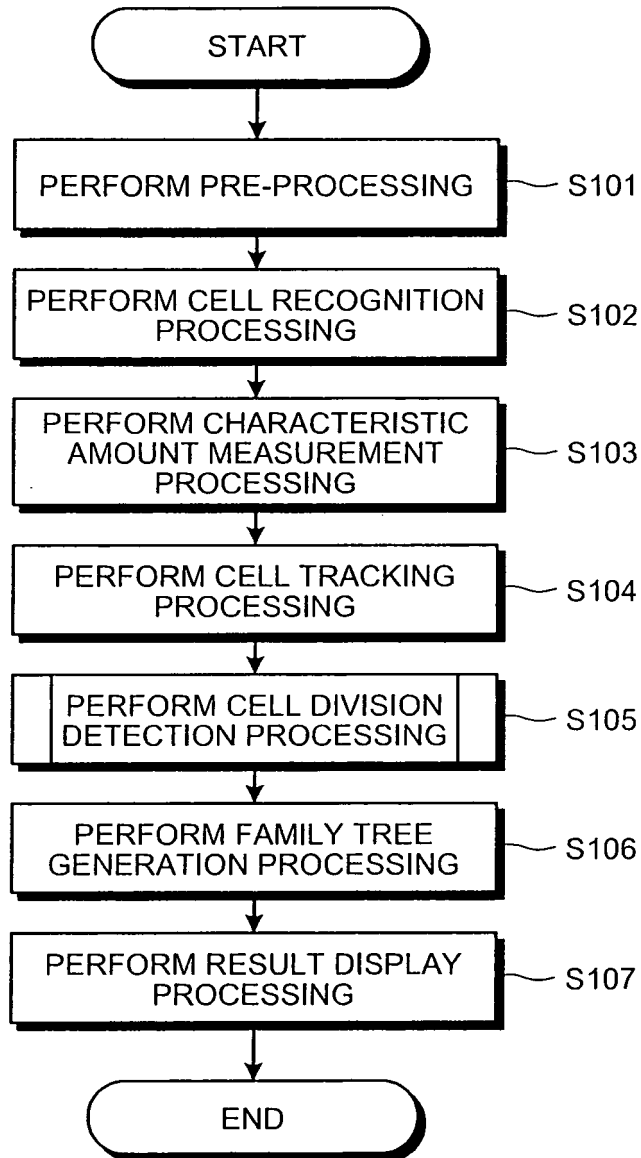 START
PERFORM PRE-PROCESSING
S101
PERFORM CELL RECOGNITION
PROCESSING
S102
PERFORM CHARACTERISTIC
AMOUNT MEASUREMENT
PROCESSING
S103
PERFORM CELL TRACKING
PROCESSING
S104
PERFORM CELL DIVISION
DETECTION PROCESSING
S105
PERFORM FAMILY TREE
GENERATION PROCESSING
S106
PERFORM RESULT DISPLAY
PROCESSING
S107
END